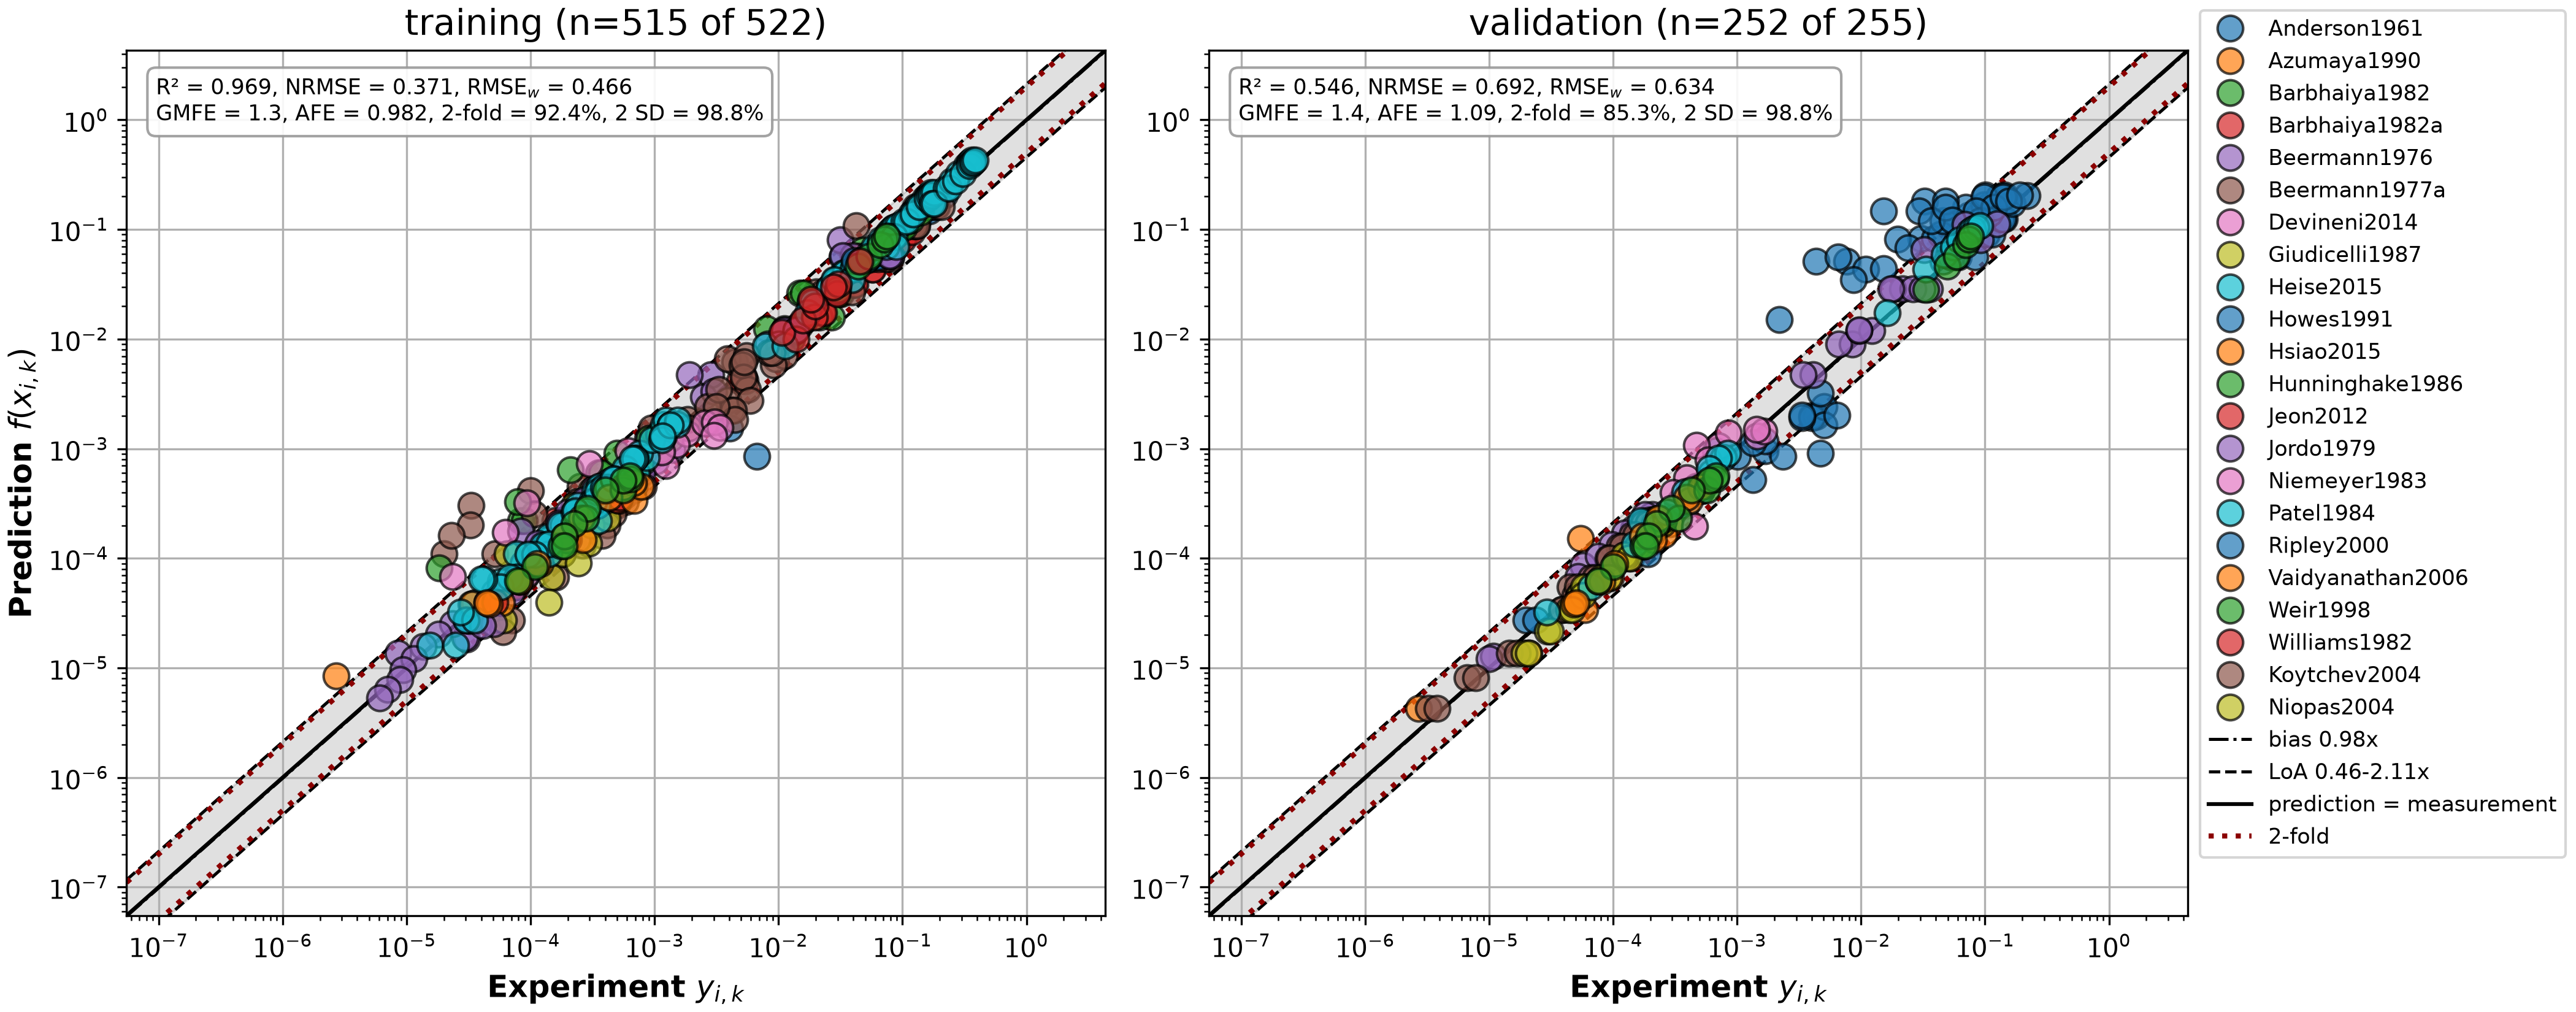 training (n=515 of 522)
R² = 0.969, NRMSE = 0.371, RMSE_w = 0.466
GMFE = 1.3, AFE = 0.982, 2-fold = 92.4%, 2 SD = 98.8%
Prediction f(x_{i,k})
10⁰
10⁻¹
10⁻²
10⁻³
10⁻⁴
10⁻⁵
10⁻⁶
10⁻⁷
10⁻⁷ 10⁻⁶ 10⁻⁵ 10⁻⁴ 10⁻³ 10⁻² 10⁻¹ 10⁰
Experiment y_{i,k}
validation (n=252 of 255)
R² = 0.546, NRMSE = 0.692, RMSE_w = 0.634
GMFE = 1.4, AFE = 1.09, 2-fold = 85.3%, 2 SD = 98.8%
10⁰
10⁻¹
10⁻²
10⁻³
10⁻⁴
10⁻⁵
10⁻⁶
10⁻⁷
10⁻⁷ 10⁻⁶ 10⁻⁵ 10⁻⁴ 10⁻³ 10⁻² 10⁻¹ 10⁰
Experiment y_{i,k}
Anderson1961
Azumaya1990
Barbhaiya1982
Barbhaiya1982a
Beermann1976
Beermann1977a
Devineni2014
Giudicelli1987
Heise2015
Howes1991
Hsiao2015
Hunninghake1986
Jeon2012
Jordo1979
Niemeyer1983
Patel1984
Ripley2000
Vaidyanathan2006
Weir1998
Williams1982
Koytchev2004
Niopas2004
bias 0.98x
LoA 0.46-2.11x
prediction = measurement
2-fold